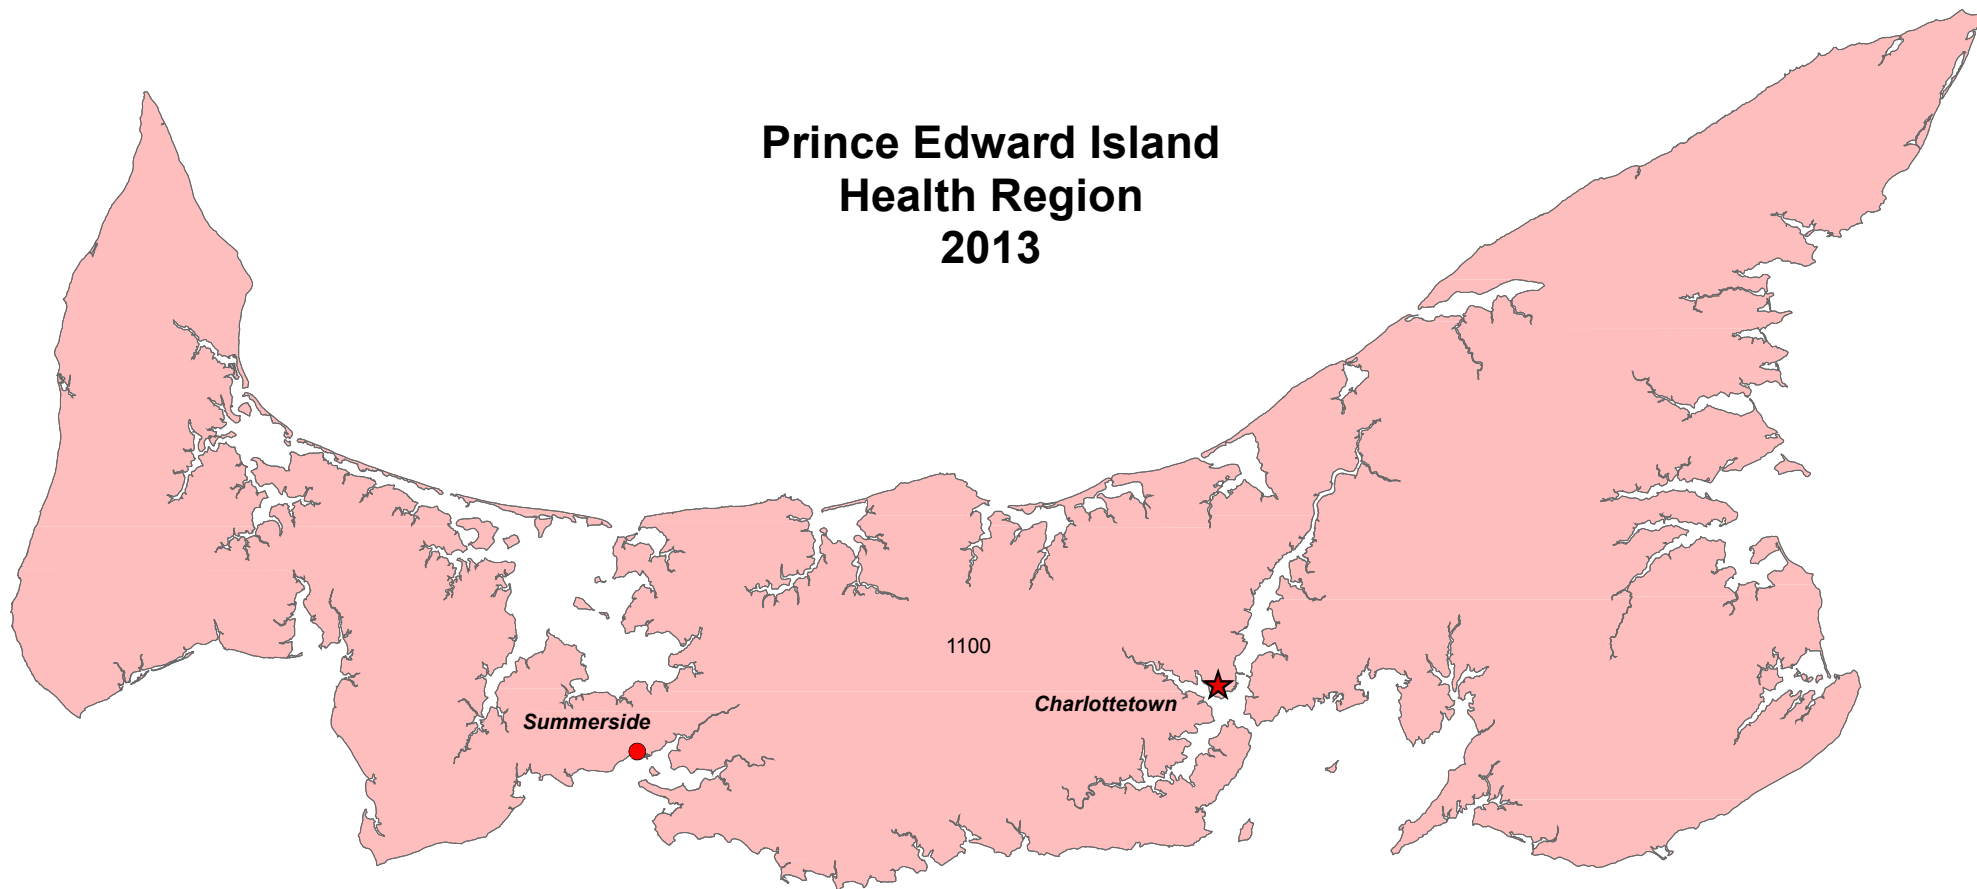 Prince Edward Island
Health Region
2013
1100
Charlottetown
Summerside